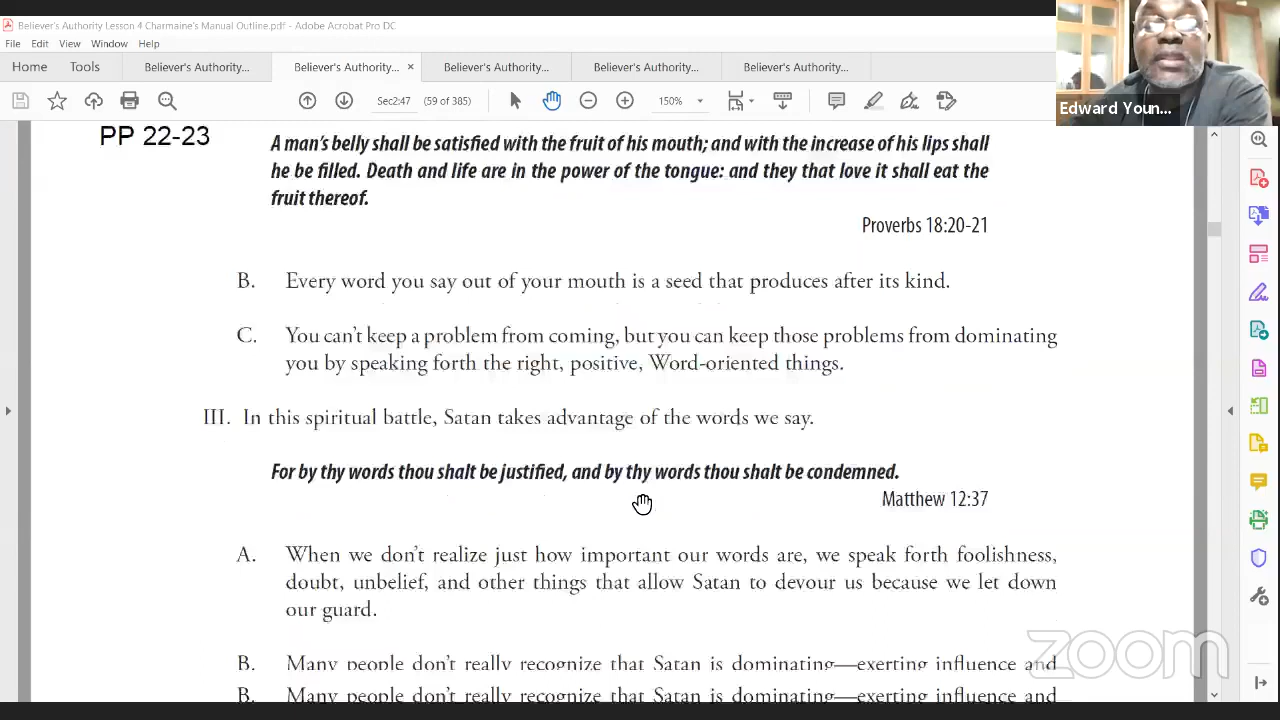 Believer's Authority Lesson 4 Charmaine's Manual Outline.pdf - Adobe Acrobat Pro DC
File Edit View Window Help
Home Tools Believer's Authority... Believer's Authority... × Believer's Authority... Believer's Authority... Believer's Authority...
Sec2:47 (59 of 385) 150%
Edward Youn...
PP 22-23
A man's belly shall be satisfied with the fruit of his mouth; and with the increase of his lips shall
he be filled. Death and life are in the power of the tongue: and they that love it shall eat the
fruit thereof.
Proverbs 18:20-21
B. Every word you say out of your mouth is a seed that produces after its kind.
C. You can't keep a problem from coming, but you can keep those problems from dominating
you by speaking forth the right, positive, Word-oriented things.
III. In this spiritual battle, Satan takes advantage of the words we say.
For by thy words thou shalt be justified, and by thy words thou shalt be condemned.
Matthew 12:37
A. When we don't realize just how important our words are, we speak forth foolishness,
doubt, unbelief, and other things that allow Satan to devour us because we let down
our guard.
B. Many people don't really recognize that Satan is dominating—exerting influence and
B. Many people don't really recognize that Satan is dominating—exerting influence and
zoom